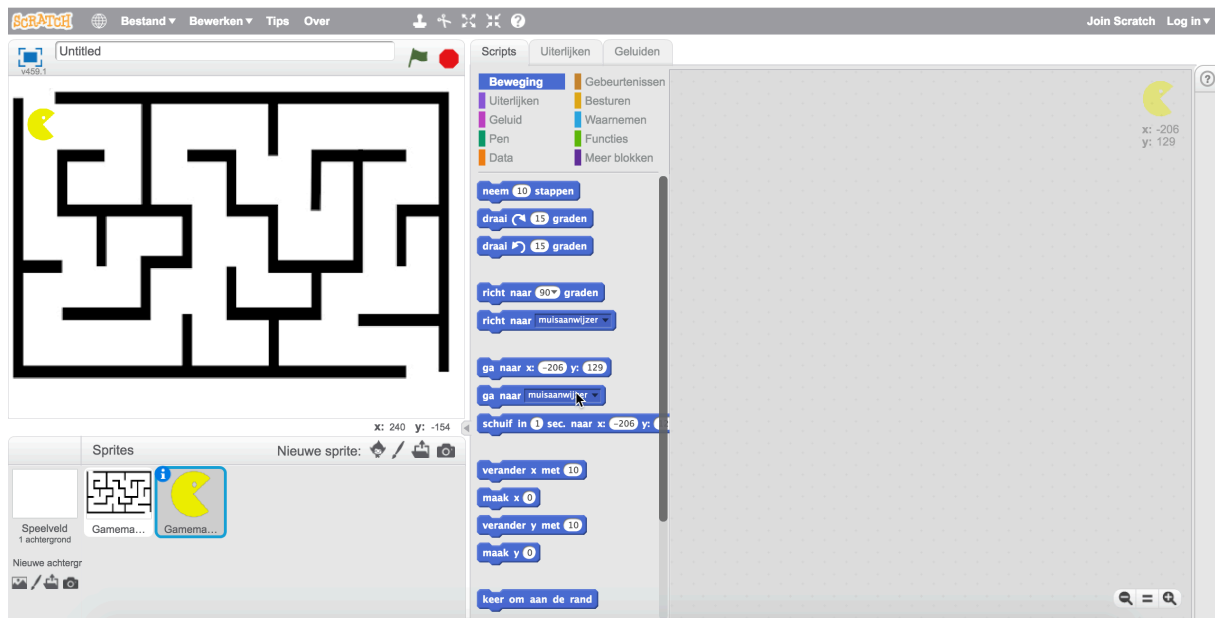 SCRATCH Bestand Bewerken Tips Over Join Scratch Log in
v459.1 Untitled
Scripts Uiterlijken Geluiden
Beweging Gebeurtenissen
Uiterlijken Besturen
Geluid Waarnemen
Pen Functies
Data Meer blokken
x: -206
y: 129
neem 10 stappen
draai 15 graden
draai 15 graden
richt naar 90 graden
richt naar muisaanwijzer
ga naar x: -206 y: 129
ga naar muisaanwijzer
schuif in 1 sec. naar x: -206 y:
verander x met 10
maak x 0
verander y met 10
maak y 0
keer om aan de rand
x: 240 y: -154
Sprites Nieuwe sprite:
Speelveld
1 achtergrond
Gamema...
Gamema...
Nieuwe achtergr